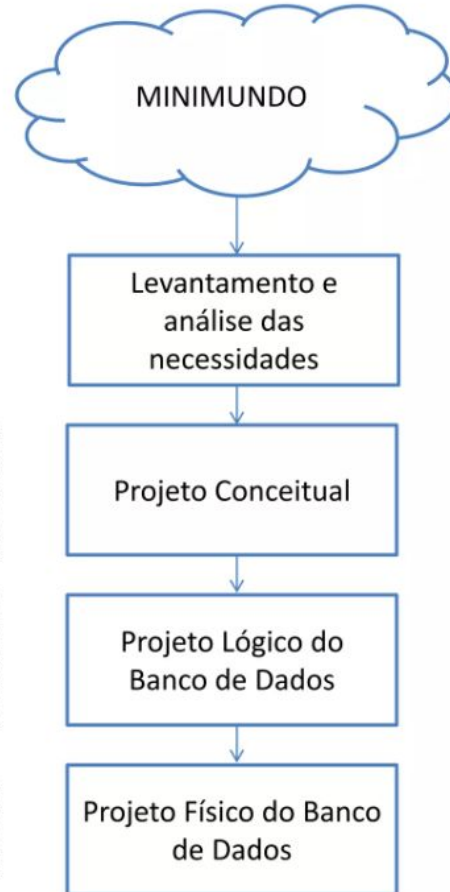 MINIMUNDO
Levantamento e
análise das
necessidades
Projeto Conceitual
Projeto Lógico do
Banco de Dados
Projeto Físico do Banco
de Dados